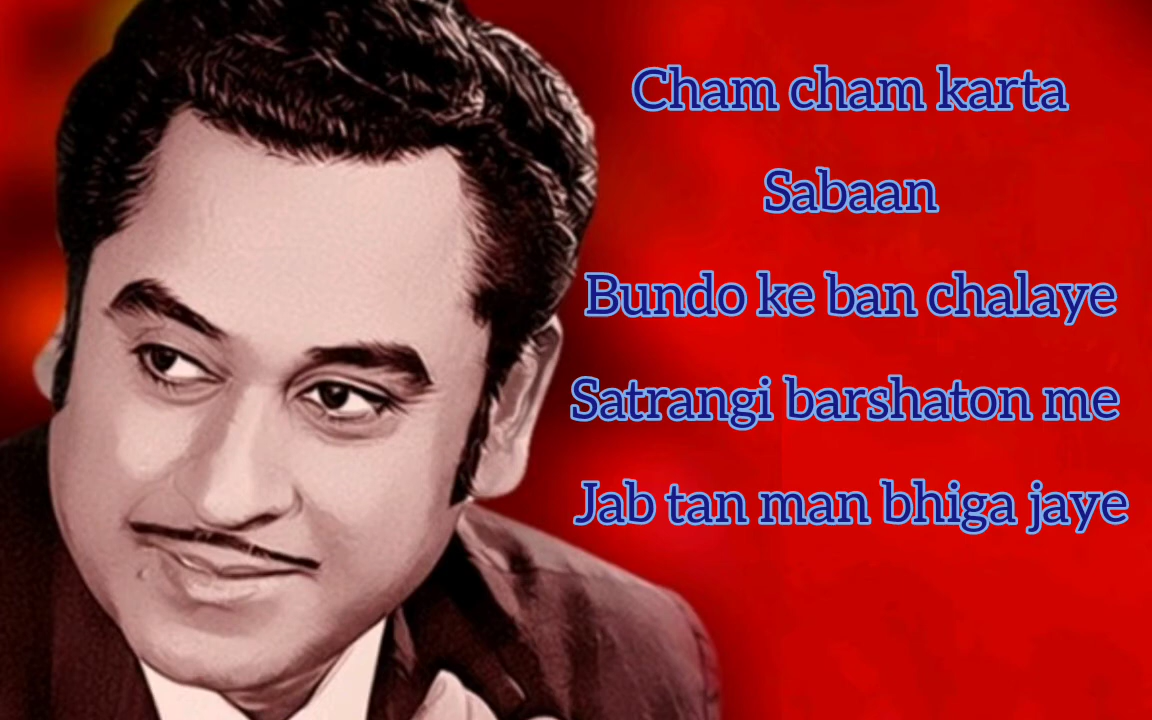 Cham cham karta
Sabaan
Bundo ke ban chalaye
Satrangi barshaton me
Jab tan man bhiga jaye